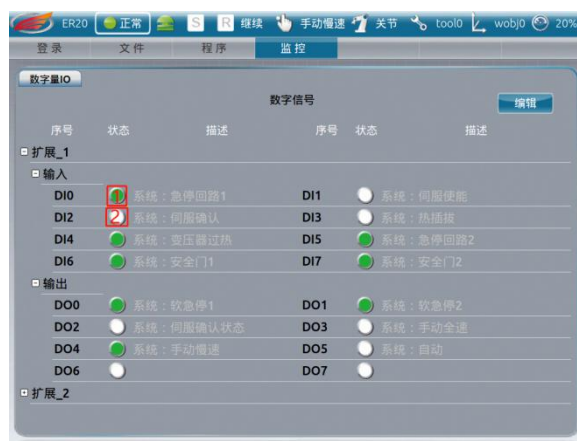 ER20 正常 S R 继续 手动慢速 关节 tool0 wobj0 20%
登录 文件 程序 监控
数字量IO
数字信号
编辑
序号 状态 描述 序号 状态 描述
扩展_1
输入
DI0 1 系统：急停回路1 DI1 系统：伺服使能
DI2 2 系统：伺服确认 DI3 系统：热插拔
DI4 系统：变压器过热 DI5 系统：急停回路2
DI6 系统：安全门1 DI7 系统：安全门2
输出
DO0 系统：软急停1 DO1 系统：软急停2
DO2 系统：伺服确认状态 DO3 系统：手动全速
DO4 系统：手动慢速 DO5 系统：自动
DO6 DO7
扩展_2